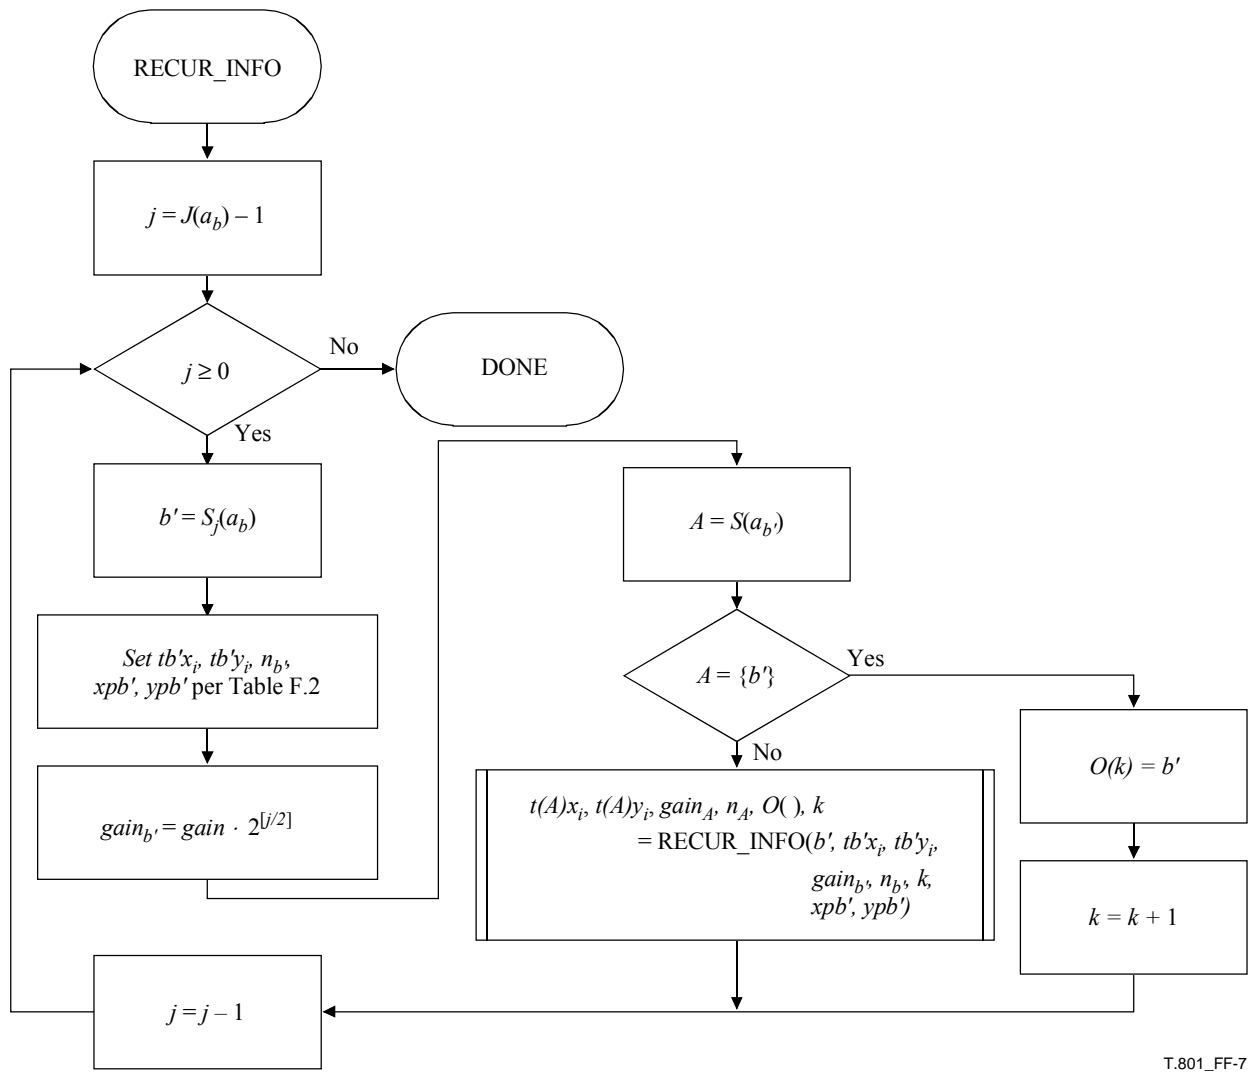 RECUR_INFO
j = J(a_b) – 1
j ≥ 0
No
DONE
Yes
b' = S_j(a_b)
Set tb'x_i, tb'y_i, n_b',
xpb', ypb' per Table F.2
gain_b' = gain · 2^[j/2]
A = S(a_b')
A = {b'}
Yes
No
t(A)x_i, t(A)y_i, gain_A, n_A, O( ), k
= RECUR_INFO(b', tb'x_i, tb'y_i,
gain_b', n_b', k,
xpb', ypb')
O(k) = b'
k = k + 1
j = j – 1
T.801_FF-7